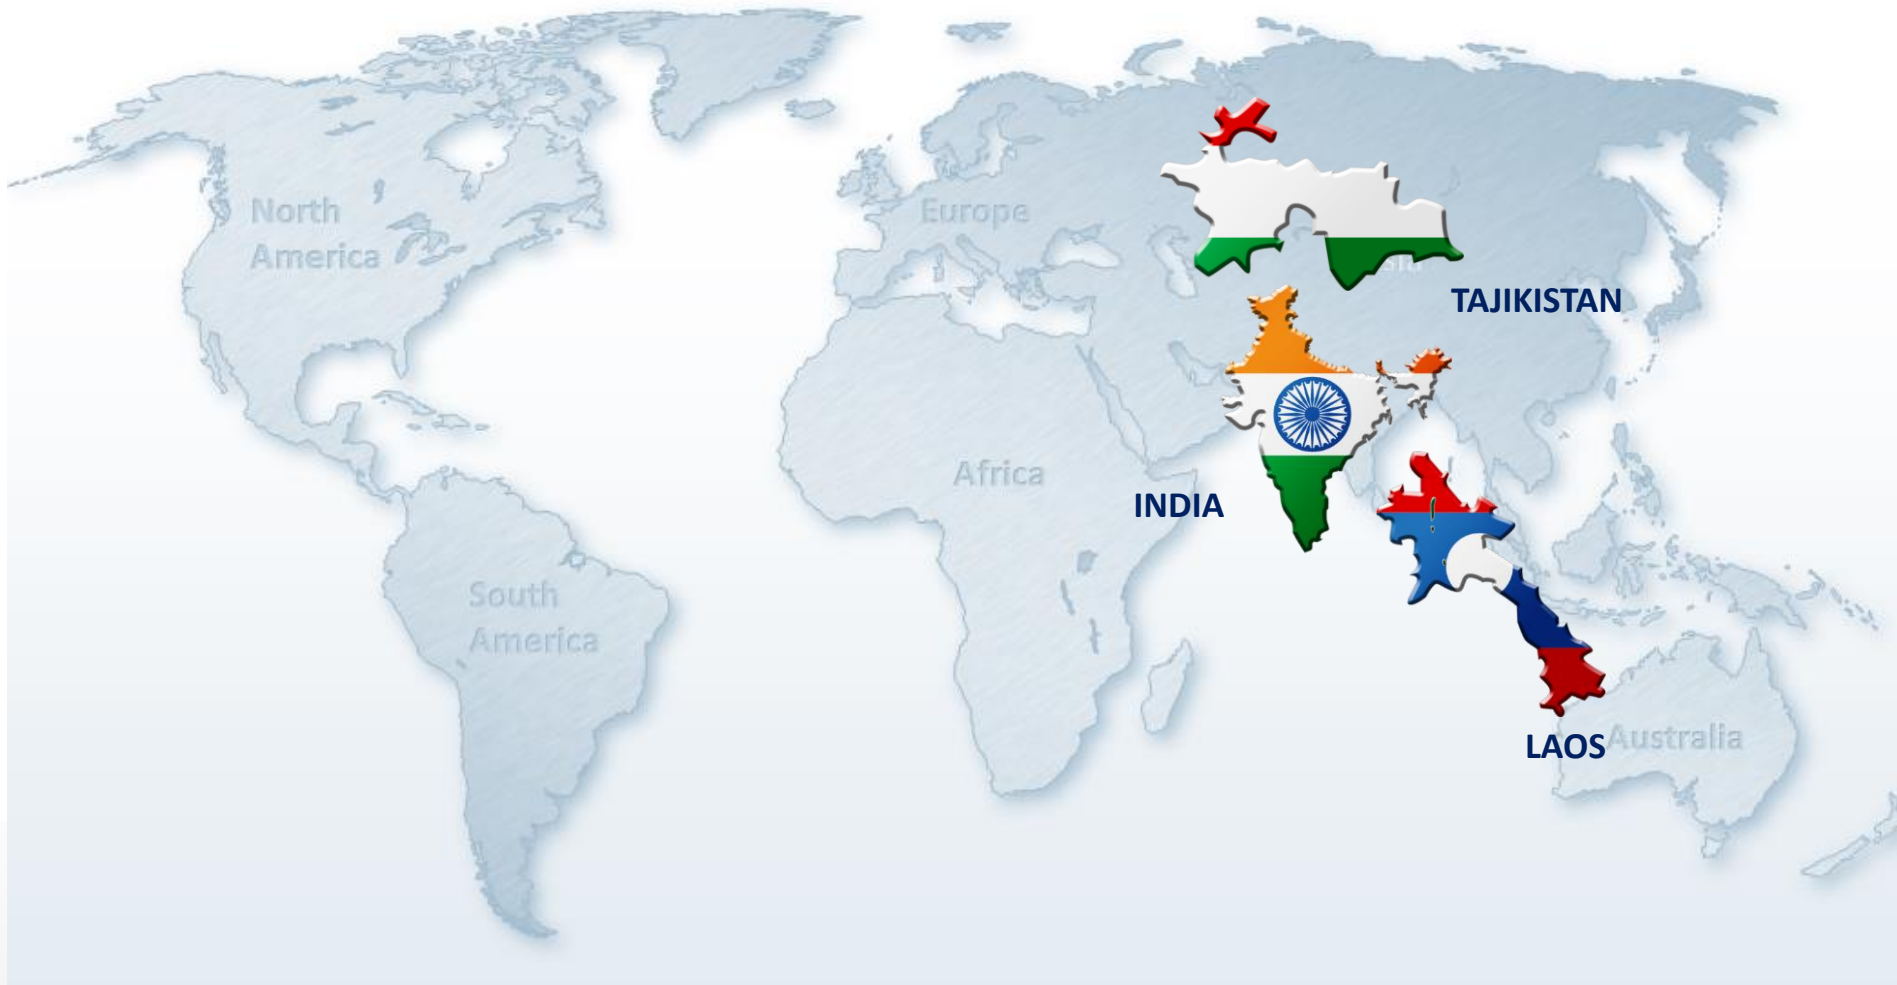 North
America
Europe
TAJIKISTAN
Africa
INDIA
South
America
LAOS
Australia